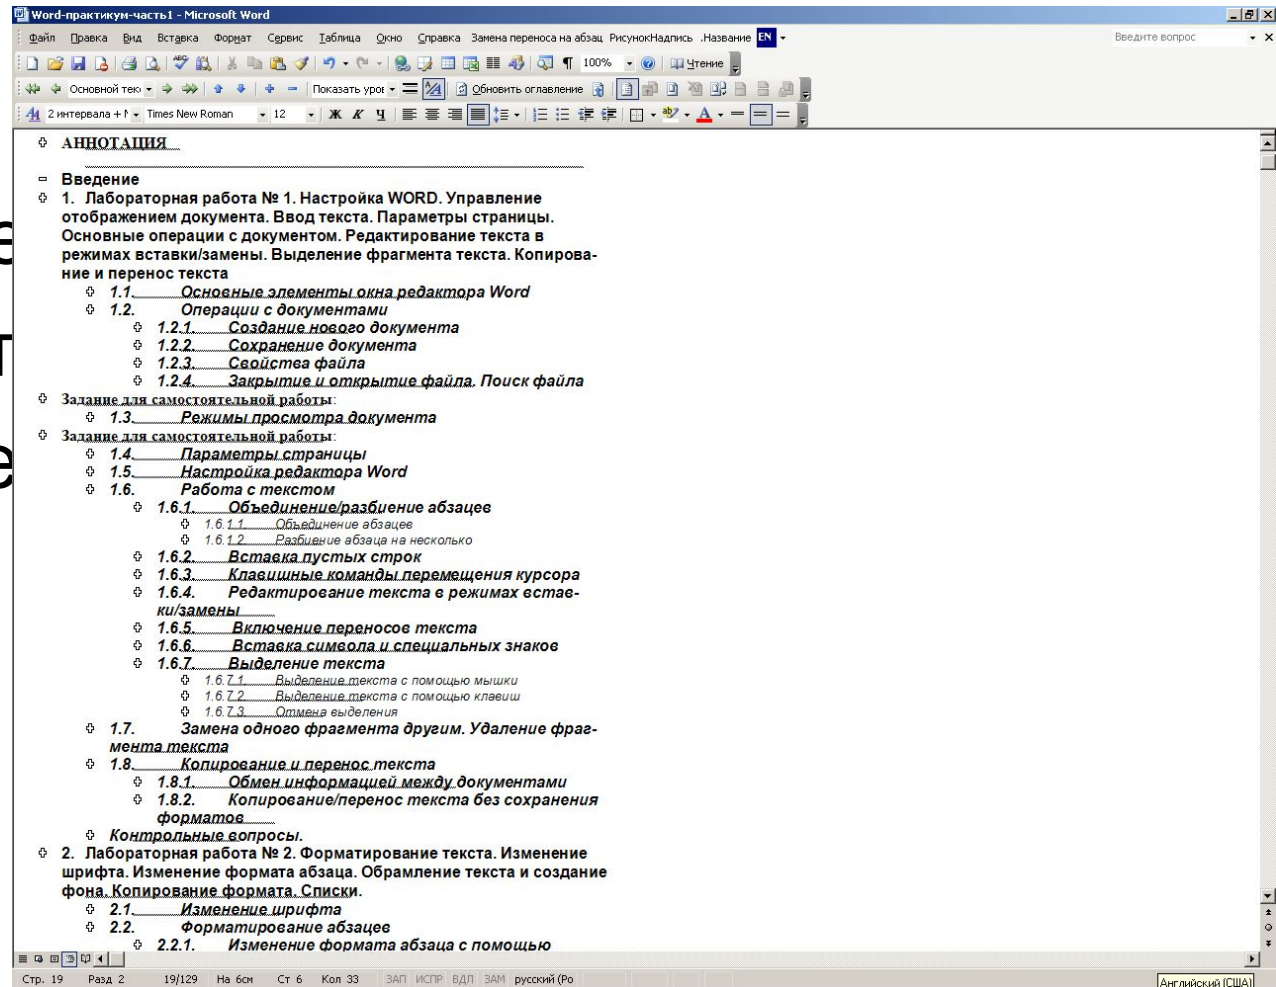 Word-практикум-часть1 - Microsoft Word
Файл Правка Вид Вставка Формат Сервис Таблица Окно Справка Замена переноса на абзац РисунокНадпись .Название EN Введите вопрос
100% Чтение
Основной текс Показать уров Обновить оглавление
2 интервала + Times New Roman 12 Ж К Ч
АННОТАЦИЯ
Введение
1. Лабораторная работа № 1. Настройка WORD. Управление
отображением документа. Ввод текста. Параметры страницы.
Основные операции с документом. Редактирование текста в
режимах вставки/замены. Выделение фрагмента текста. Копирова-
ние и перенос текста
1.1. Основные элементы окна редактора Word
1.2. Операции с документами
1.2.1. Создание нового документа
1.2.2. Сохранение документа
1.2.3. Свойства файла
1.2.4. Закрытие и открытие файла. Поиск файла
Задание для самостоятельной работы:
1.3. Режимы просмотра документа
Задание для самостоятельной работы:
1.4. Параметры страницы
1.5. Настройка редактора Word
1.6. Работа с текстом
1.6.1. Объединение/разбиение абзацев
1.6.1.1. Объединение абзацев
1.6.1.2. Разбиение абзаца на несколько
1.6.2. Вставка пустых строк
1.6.3. Клавишные команды перемещения курсора
1.6.4. Редактирование текста в режимах встав-
ки/замены
1.6.5. Включение переносов текста
1.6.6. Вставка символа и специальных знаков
1.6.7. Выделение текста
1.6.7.1. Выделение текста с помощью мышки
1.6.7.2. Выделение текста с помощью клавиш
1.6.7.3. Отмена выделения
1.7. Замена одного фрагмента другим. Удаление фраг-
мента текста
1.8. Копирование и перенос текста
1.8.1. Обмен информацией между документами
1.8.2. Копирование/перенос текста без сохранения
форматов
Контрольные вопросы.
2. Лабораторная работа № 2. Форматирование текста. Изменение
шрифта. Изменение формата абзаца. Обрамление текста и создание
фона. Копирование формата. Списки.
2.1. Изменение шрифта
2.2. Форматирование абзацев
2.2.1. Изменение формата абзаца с помощью
Стр. 19 Разд 2 19/129 На 6см Ст 6 Кол 33 ЗАП ИСПР ВДЛ ЗАМ русский (Ро
Английский (США)